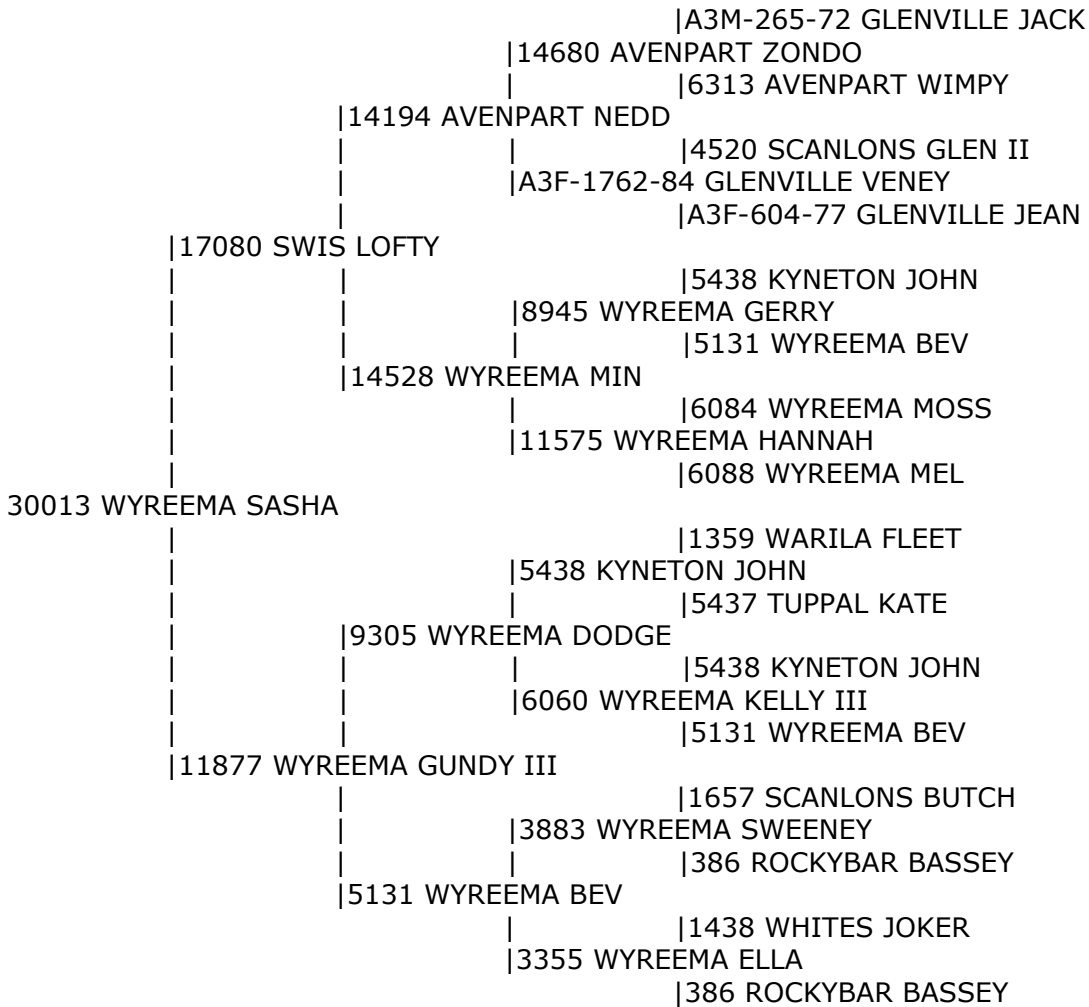 |A3M-265-72 GLENVILLE JACK
|14680 AVENPART ZONDO
| |6313 AVENPART WIMPY
|14194 AVENPART NEDD
| | |4520 SCANLONS GLEN II
| |A3F-1762-84 GLENVILLE VENEY
| |A3F-604-77 GLENVILLE JEAN
|17080 SWIS LOFTY
| | |5438 KYNETON JOHN
| | |8945 WYREEMA GERRY
| | | |5131 WYREEMA BEV
| |14528 WYREEMA MIN
| | |6084 WYREEMA MOSS
| |11575 WYREEMA HANNAH
| |6088 WYREEMA MEL
30013 WYREEMA SASHA
| |1359 WARILA FLEET
| |5438 KYNETON JOHN
| | |5437 TUPPAL KATE
| |9305 WYREEMA DODGE
| | | |5438 KYNETON JOHN
| | |6060 WYREEMA KELLY III
| | |5131 WYREEMA BEV
|11877 WYREEMA GUNDY III
| |1657 SCANLONS BUTCH
| |3883 WYREEMA SWEENEY
| | |386 ROCKYBAR BASSEY
|5131 WYREEMA BEV
| |1438 WHITES JOKER
|3355 WYREEMA ELLA
|386 ROCKYBAR BASSEY